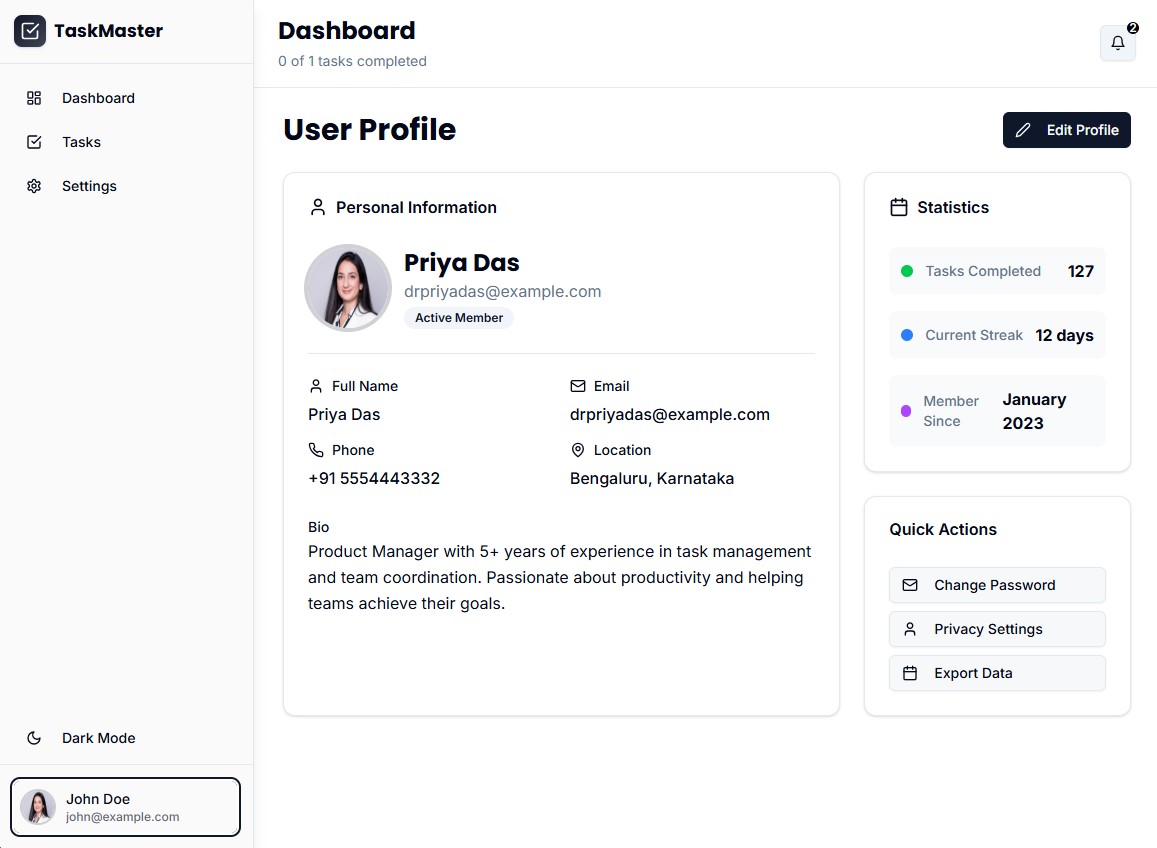 TaskMaster
Dashboard
Tasks
Settings
Dark Mode
John Doe
john@example.com
Dashboard
0 of 1 tasks completed
2
User Profile
Edit Profile
Personal Information
Priya Das
drpriyadas@example.com
Active Member
Full Name
Priya Das
Email
drpriyadas@example.com
Phone
+91 5554443332
Location
Bengaluru, Karnataka
Bio
Product Manager with 5+ years of experience in task management
and team coordination. Passionate about productivity and helping
teams achieve their goals.
Statistics
Tasks Completed 127
Current Streak 12 days
Member Since
January 2023
Quick Actions
Change Password
Privacy Settings
Export Data